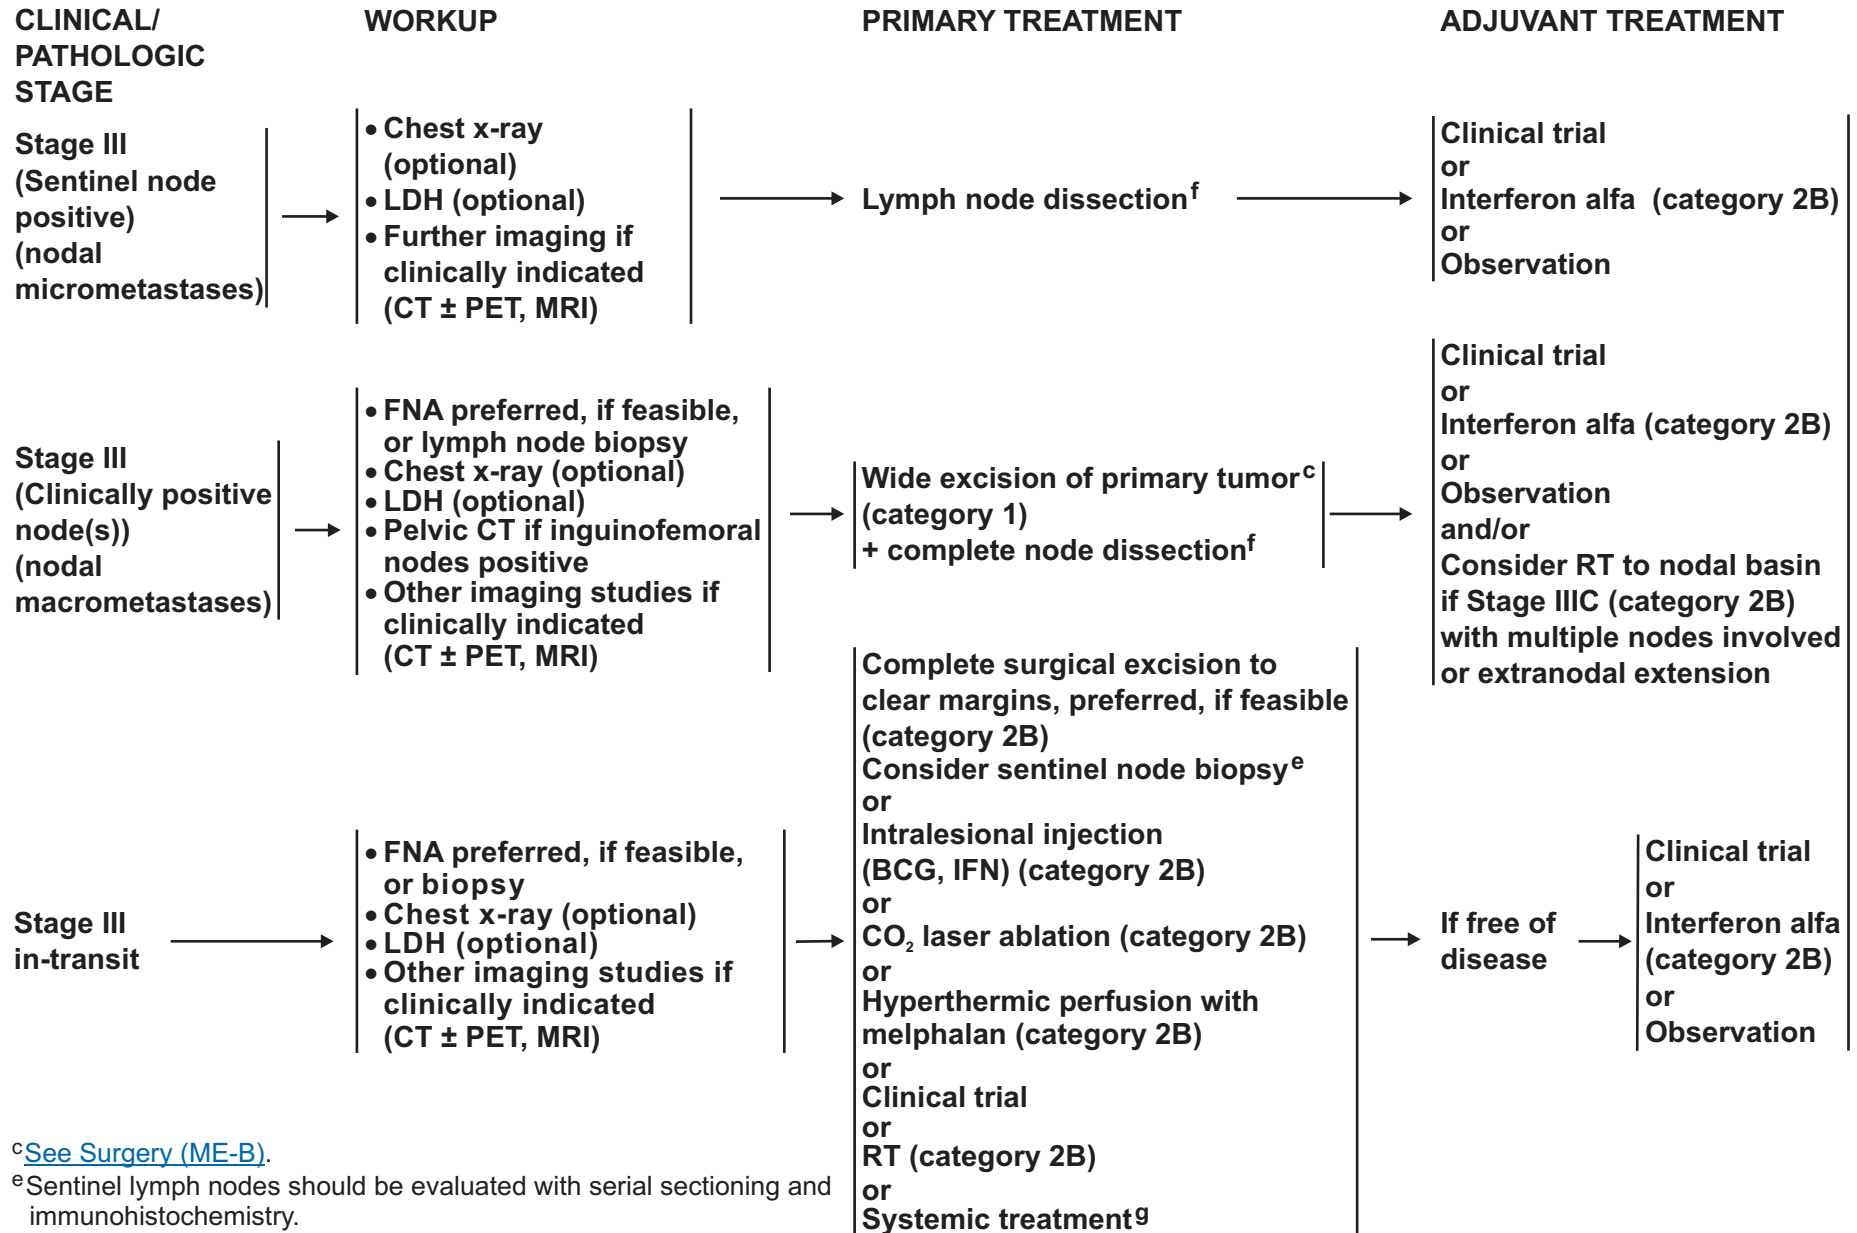 CLINICAL/
PATHOLOGIC
STAGE
WORKUP
PRIMARY TREATMENT
ADJUVANT TREATMENT
Stage III
(Sentinel node
positive)
(nodal
micrometastases)
• Chest x-ray
(optional)
• LDH (optional)
• Further imaging if
clinically indicated
(CT ± PET, MRI)
Lymph node dissection f
Clinical trial
or
Interferon alfa (category 2B)
or
Observation
Stage III
(Clinically positive
node(s))
(nodal
macrometastases)
• FNA preferred, if feasible,
or lymph node biopsy
• Chest x-ray (optional)
• LDH (optional)
• Pelvic CT if inguinofemoral
nodes positive
• Other imaging studies if
clinically indicated
(CT ± PET, MRI)
Wide excision of primary tumor c
(category 1)
+ complete node dissection f
Clinical trial
or
Interferon alfa (category 2B)
or
Observation
and/or
Consider RT to nodal basin
if Stage IIIC (category 2B)
with multiple nodes involved
or extranodal extension
Stage III
in-transit
• FNA preferred, if feasible,
or biopsy
• Chest x-ray (optional)
• LDH (optional)
• Other imaging studies if
clinically indicated
(CT ± PET, MRI)
Complete surgical excision to
clear margins, preferred, if feasible
(category 2B)
Consider sentinel node biopsy e
or
Intralesional injection
(BCG, IFN) (category 2B)
or
CO₂ laser ablation (category 2B)
or
Hyperthermic perfusion with
melphalan (category 2B)
or
Clinical trial
or
RT (category 2B)
or
Systemic treatment g
If free of
disease
Clinical trial
or
Interferon alfa
(category 2B)
or
Observation
c See Surgery (ME-B).
e Sentinel lymph nodes should be evaluated with serial sectioning and
immunohistochemistry.